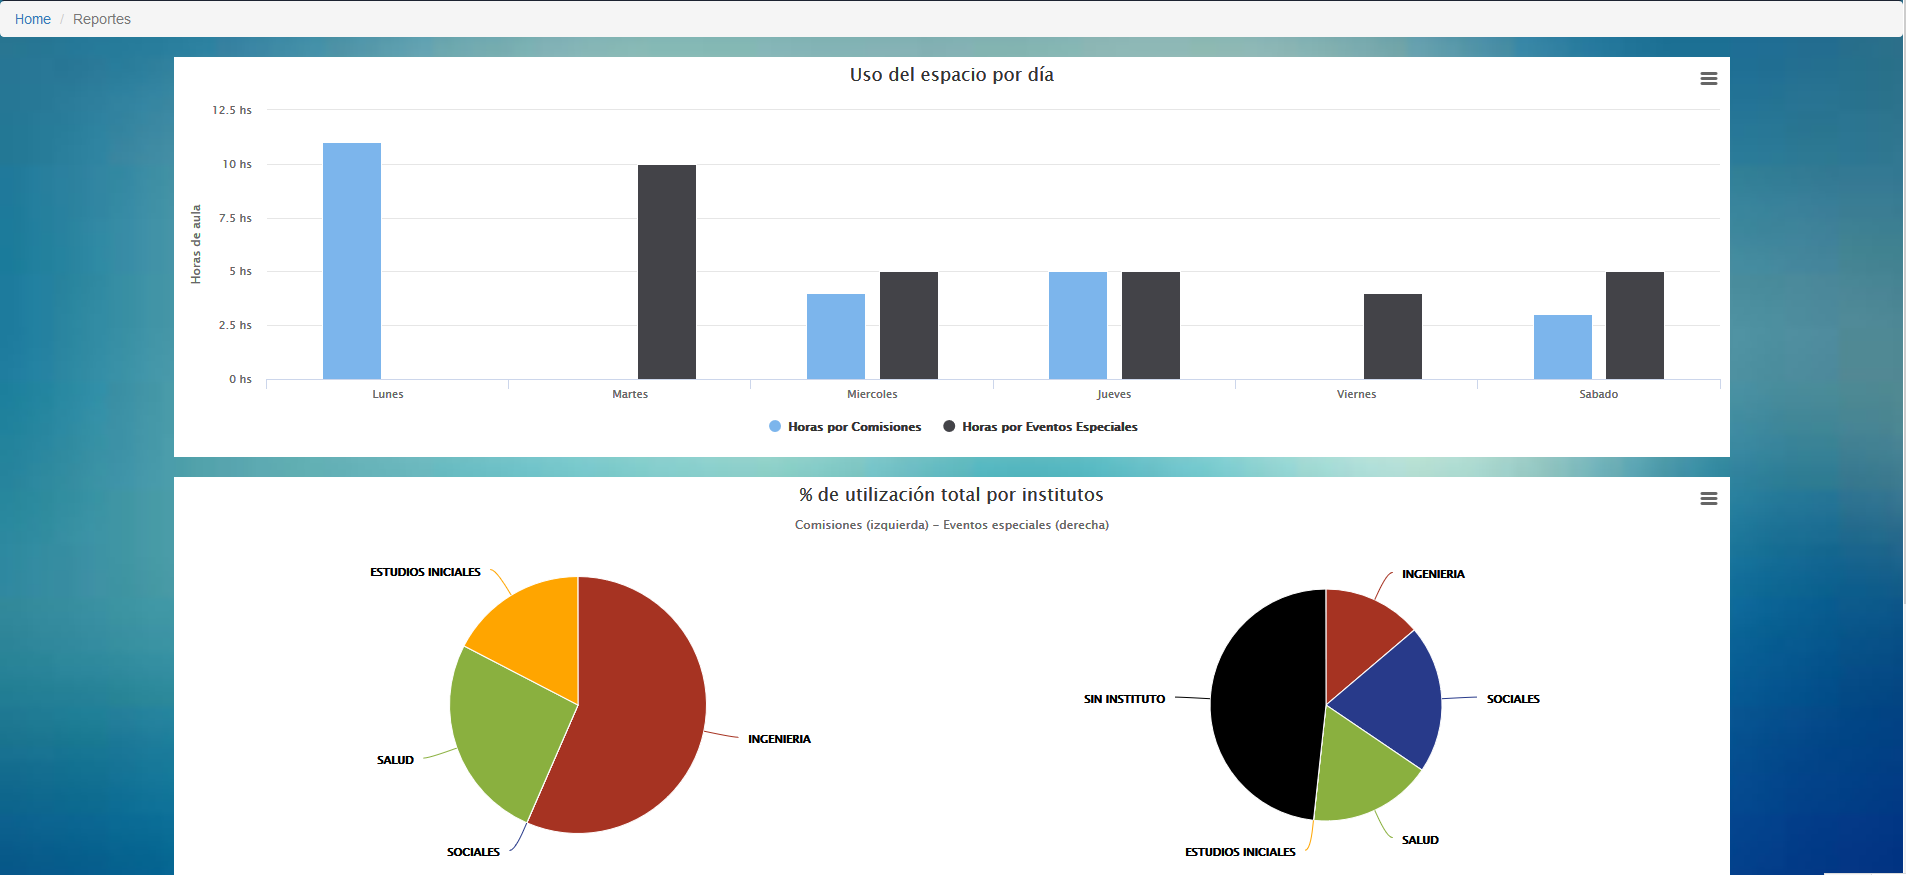 Home / Reportes
Uso del espacio por día
12.5 hs
10 hs
7.5 hs
5 hs
2.5 hs
0 hs
Horas de aula
Lunes Martes Miercoles Jueves Viernes Sabado
Horas por Comisiones Horas por Eventos Especiales
% de utilización total por institutos
Comisiones (izquierda) - Eventos especiales (derecha)
ESTUDIOS INICIALES
INGENIERIA
SALUD
SOCIALES
INGENIERIA
SOCIALES
SIN INSTITUTO
SALUD
ESTUDIOS INICIALES